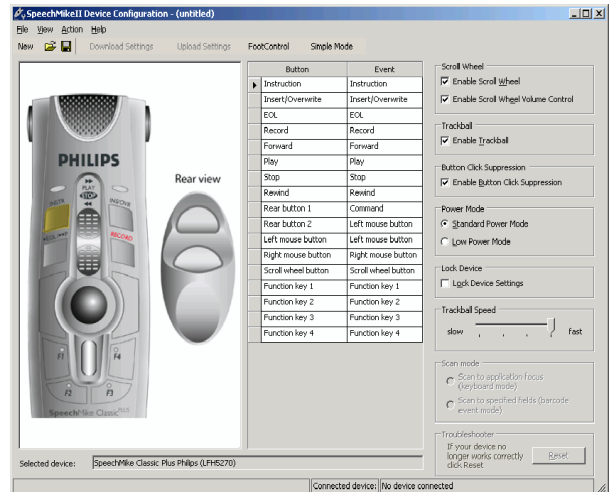 SpeechMikeII Device Configuration - (untitled)
File View Action Help
New Download Settings Upload Settings FootControl Simple Mode
PHILIPS
PLAY
STOP
INSTR.
INS/OVR
EOL
RECORD
F1
F4
F2
F3
SpeechMike Classic PLUS
Rear view
Button Event
Instruction Instruction
Insert/Overwrite Insert/Overwrite
EOL EOL
Record Record
Forward Forward
Play Play
Stop Stop
Rewind Rewind
Rear button 1 Command
Rear button 2 Left mouse button
Left mouse button Left mouse button
Right mouse button Right mouse button
Scroll wheel button Scroll wheel button
Function key 1 Function key 1
Function key 2 Function key 2
Function key 3 Function key 3
Function key 4 Function key 4
Scroll Wheel
Enable Scroll Wheel
Enable Scroll Wheel Volume Control
Trackball
Enable Trackball
Button Click Suppression
Enable Button Click Suppression
Power Mode
Standard Power Mode
Low Power Mode
Lock Device
Lock Device Settings
Trackball Speed
slow fast
Scan mode
Scan to application focus
(keyboard mode)
Scan to specified fields (barcode
event mode)
Troubleshooter
If your device no
longer works correctly
click Reset
Reset
Selected device: SpeechMike Classic Plus Philips (LFH5270)
Connected device: No device connected